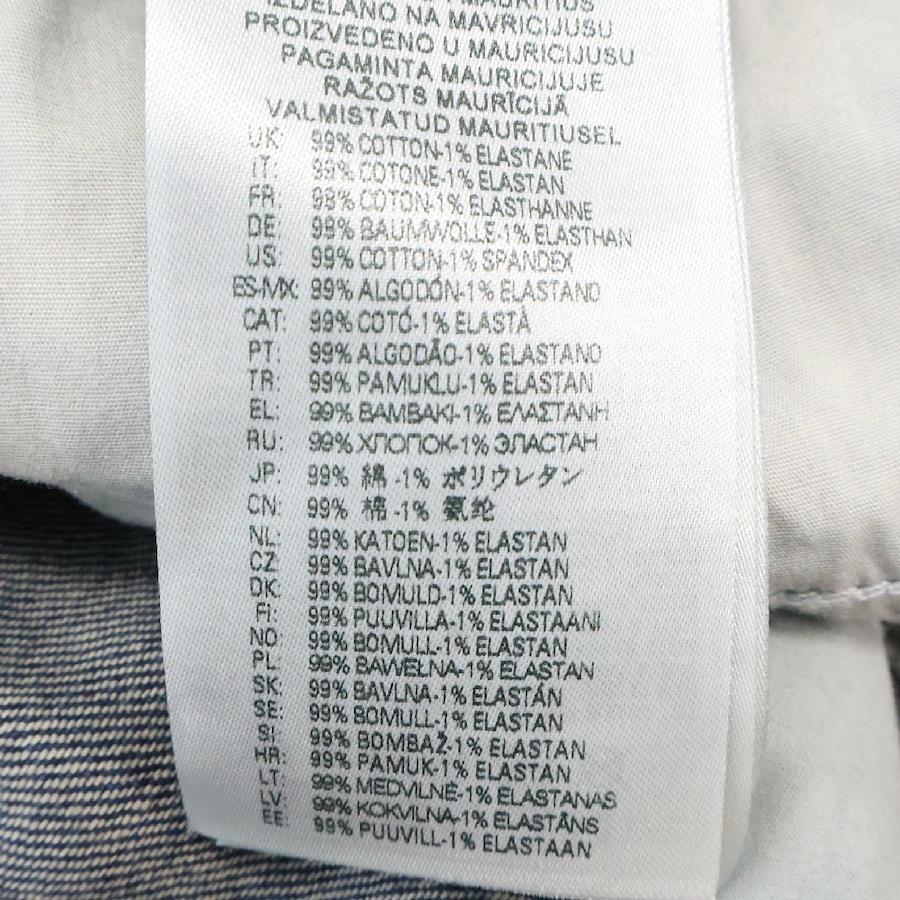 MAURITIUS
IZDELANO NA MAVRICIJUSU
PROIZVEDENO U MAURICIJUSU
PAGAMINTA MAURICIJUJE
RAŽOTS MAURĪCIJĀ
VALMISTATUD MAURITIUSEL
UK: 99% COTTON-1% ELASTANE
IT: 99% COTONE-1% ELASTAN
FR: 99% COTON-1% ELASTHANNE
DE: 99% BAUMWOLLE-1% ELASTHAN
US: 99% COTTON-1% SPANDEX
ES-MX: 99% ALGODÓN-1% ELASTANO
CAT: 99% COTÓ-1% ELASTÀ
PT: 99% ALGODÃO-1% ELASTANO
TR: 99% PAMUKLU-1% ELASTAN
EL: 99% BAMBAKI-1% ΕΛΑΣΤΑΝΗ
RU: 99% ХЛОПОК-1% ЭЛАСТАН
JP: 99% 綿 -1% ポリウレタン
CN: 99% 棉 -1% 氨纶
NL: 99% KATOEN-1% ELASTAN
CZ: 99% BAVLNA-1% ELASTAN
DK: 99% BOMULD-1% ELASTAN
FI: 99% PUUVILLA-1% ELASTAANI
NO: 99% BOMULL-1% ELASTAN
PL: 99% BAWEŁNA-1% ELASTAN
SK: 99% BAVLNA-1% ELASTÁN
SE: 99% BOMULL-1% ELASTAN
SI: 99% BOMBAŽ-1% ELASTAN
HR: 99% PAMUK-1% ELASTAN
LT: 99% MEDVILNĖ-1% ELASTANAS
LV: 99% KOKVILNA-1% ELASTĀNS
EE: 99% PUUVILL-1% ELASTAAN